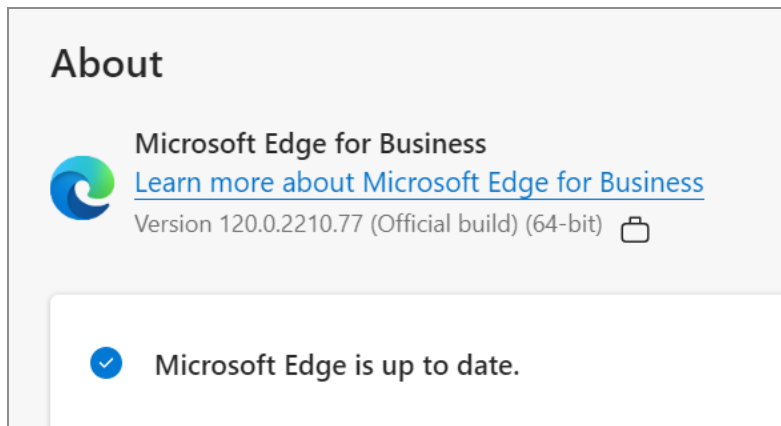 About
Microsoft Edge for Business
Learn more about Microsoft Edge for Business
Version 120.0.2210.77 (Official build) (64-bit)
Microsoft Edge is up to date.